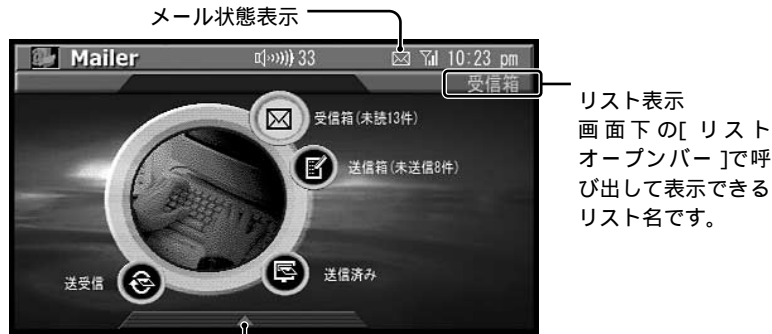 メール状態表示
Mailer 33 10:23 pm
受信箱
受信箱(未読13件)
送信箱(未送信8件)
送受信
送信済み
リスト表示
画面下の[ リスト
オープンバー ]で呼
び出して表示できる
リスト名です。